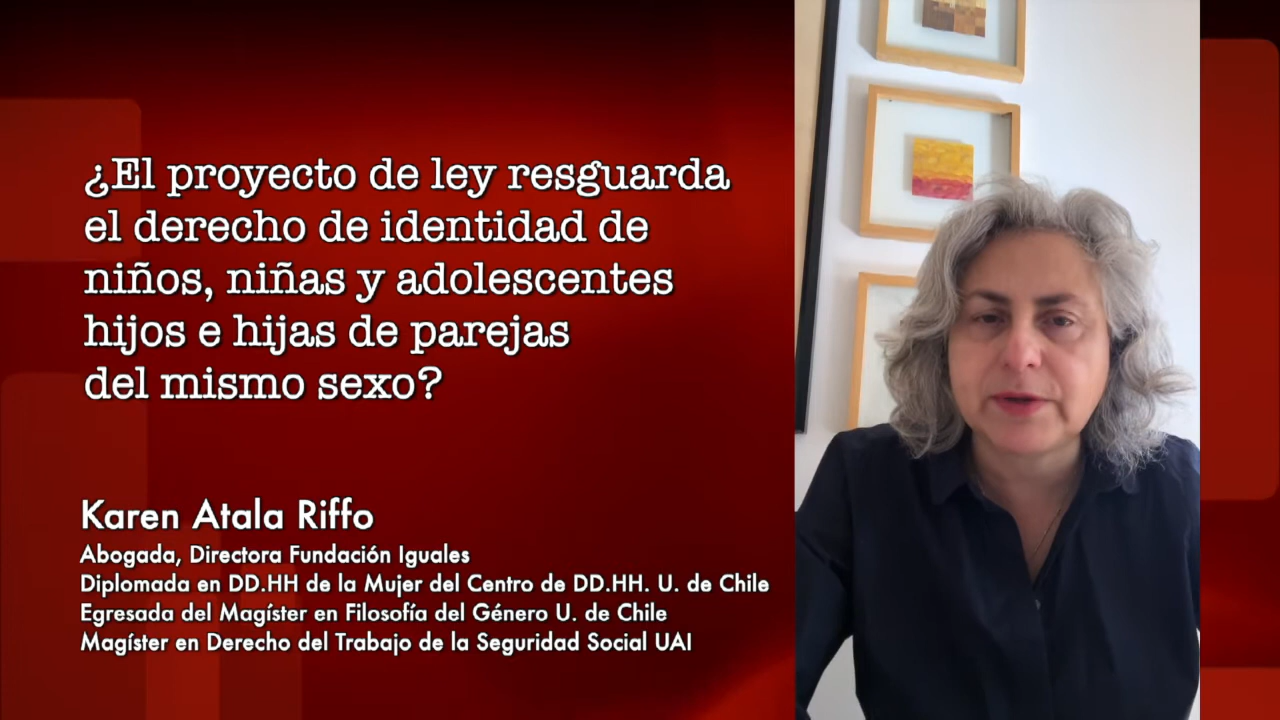 ¿El proyecto de ley resguarda
el derecho de identidad de
niños, niñas y adolescentes
hijos e hijas de parejas
del mismo sexo?
Karen Atala Riffo
Abogada, Directora Fundación Iguales
Diplomada en DD.HH de la Mujer del Centro de DD.HH. U. de Chile
Egresada del Magíster en Filosofía del Género U. de Chile
Magíster en Derecho del Trabajo de la Seguridad Social UAI